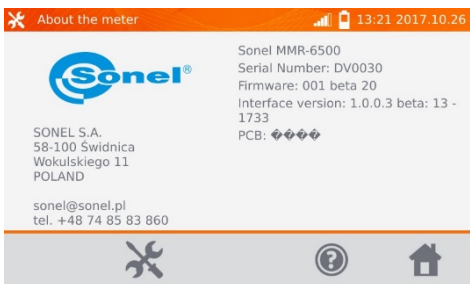 About the meter
13:21 2017.10.26
Sonel®
SONEL S.A.
58-100 Świdnica
Wokulskiego 11
POLAND
sonel@sonel.pl
tel. +48 74 85 83 860
Sonel MMR-6500
Serial Number: DV0030
Firmware: 001 beta 20
Interface version: 1.0.0.3 beta: 13 -
1733
PCB: ����